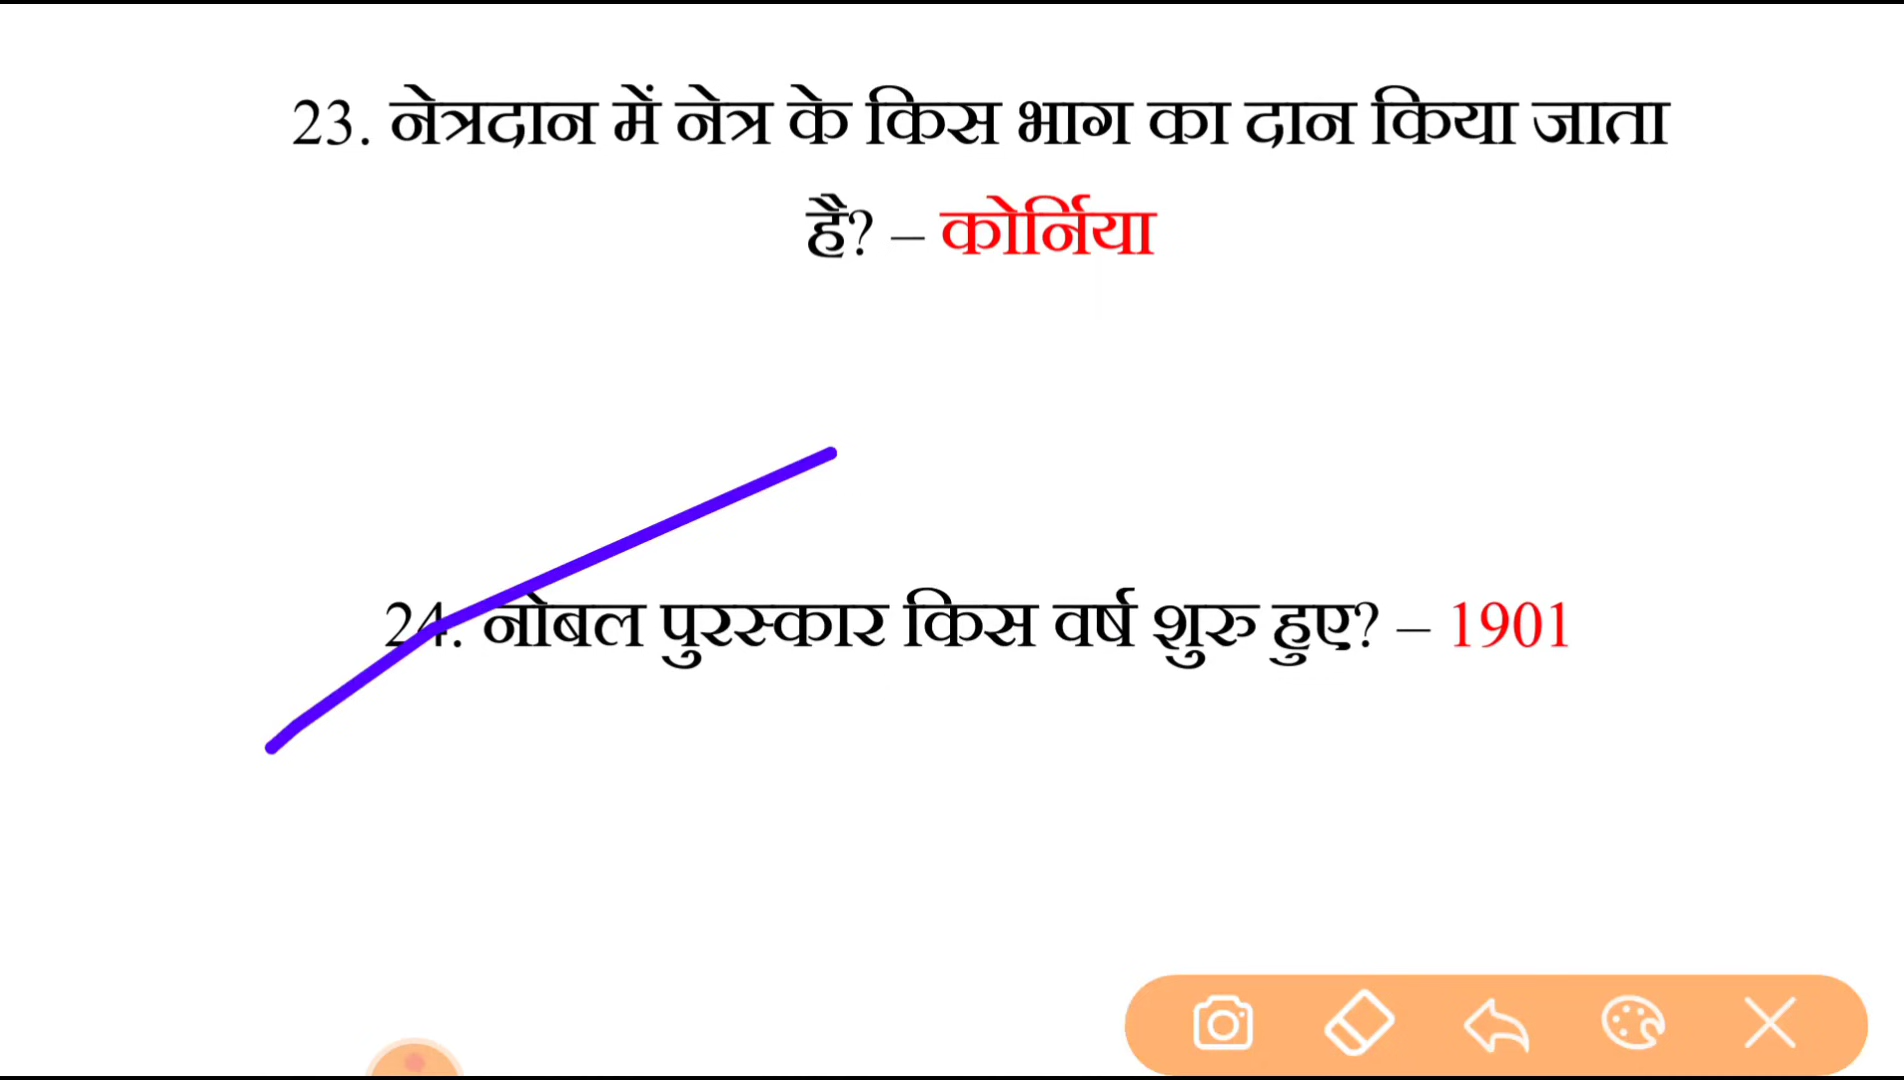 23. नेत्रदान में नेत्र के किस भाग का दान किया जाता
है? – कोर्निया
24. नोबल पुरस्कार किस वर्ष शुरु हुए? – 1901